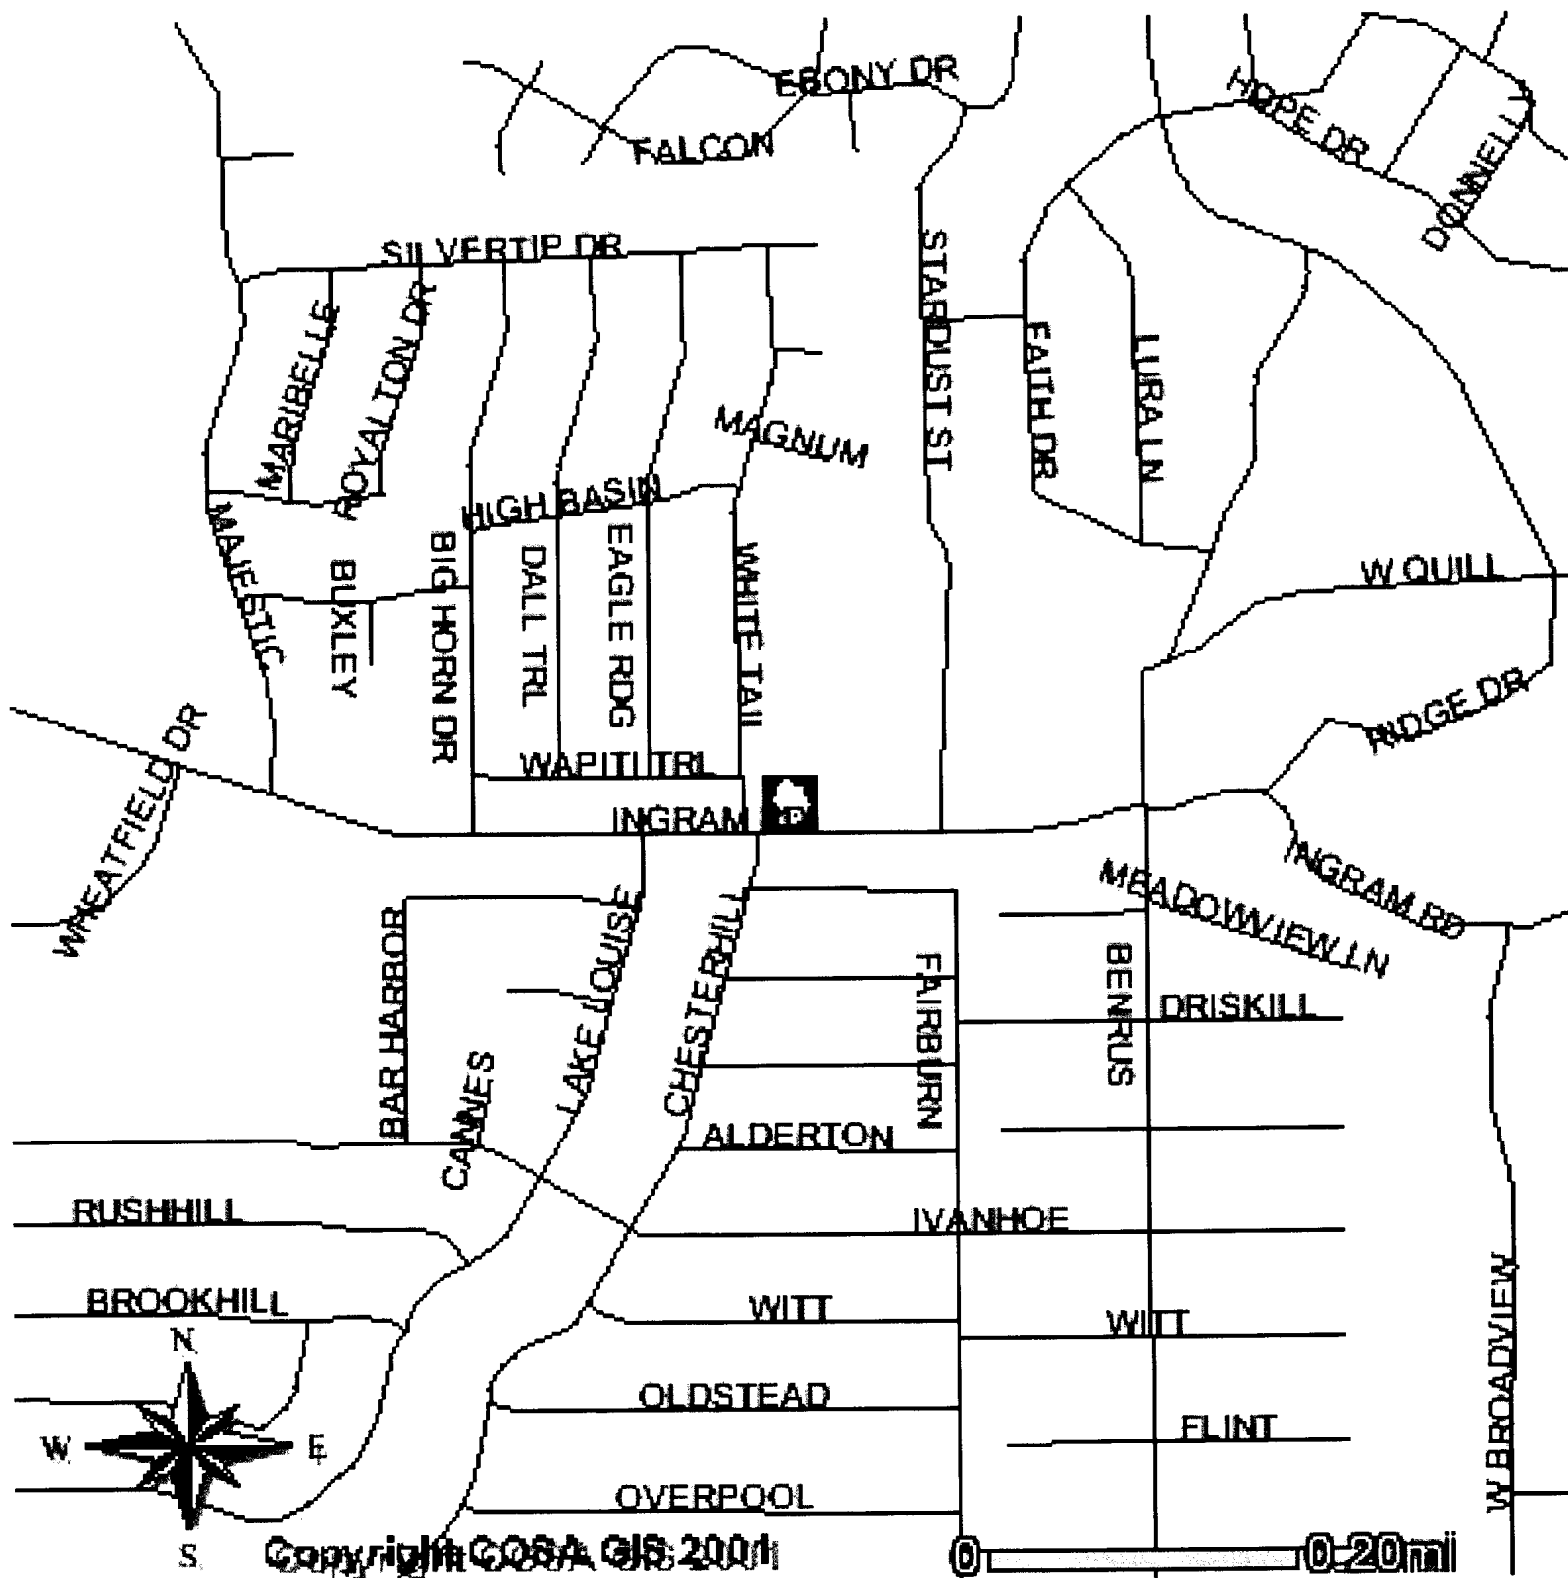 EBONY DR
HOPE DR
FALCON
DONNELLY
SILVERTIP DR
STARDUST ST
MARIBELLE
ROYALTON DR
FAITH DR
LURA LN
MAGNUM
HIGH BASIN
MAJESTIC
BUXLEY
BIG HORN DR
DALL TRL
EAGLE RDG
WHITE TAIL
W QUILL
RIDGE DR
WHEATFIELD DR
WAPITI TRL
INGRAM RD
INGRAM RD
MEADOWVIEW LN
BAR HARBOR
LAKE LOUISE
CHESTERHILL
FAIRBURN
BENRUS
DRISKILL
CANNES
ALDERTON
RUSHHILL
IVANHOE
BROOKHILL
WITT
WITT
W BROADVIEW
N
OLDSTEAD
W E
FLINT
OVERPOOL
S
Copyright COSA GIS 2001
0 0.20mi